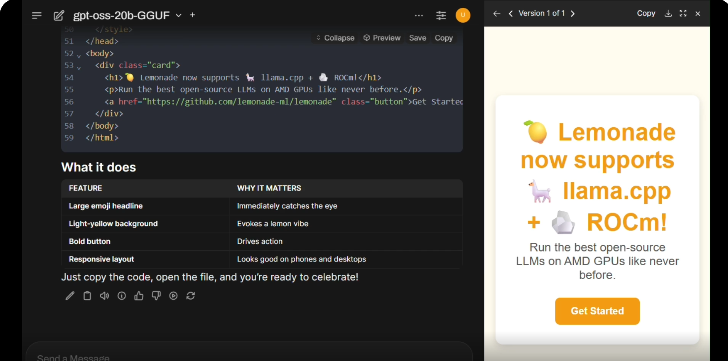 gpt-oss-20b-GGUF
U
Version 1 of 1
Copy
50 </style>
51 </head>
Collapse Preview Save Copy
52 <body>
53 <div class="card">
54 <h1>🍋 Lemonade now supports 🦙 llama.cpp + 🪨 ROCm!</h1>
55 <p>Run the best open-source LLMs on AMD GPUs like never before.</p>
56 <a href="https://github.com/lemonade-ml/lemonade" class="button">Get Started
57 </div>
58 </body>
59 </html>
What it does
FEATURE WHY IT MATTERS
Large emoji headline Immediately catches the eye
Light-yellow background Evokes a lemon vibe
Bold button Drives action
Responsive layout Looks good on phones and desktops
Just copy the code, open the file, and you're ready to celebrate!
Send a Message
🍋 Lemonade
now supports
🦙 llama.cpp
+ 🪨 ROCm!
Run the best open-source
LLMs on AMD GPUs like never
before.
Get Started